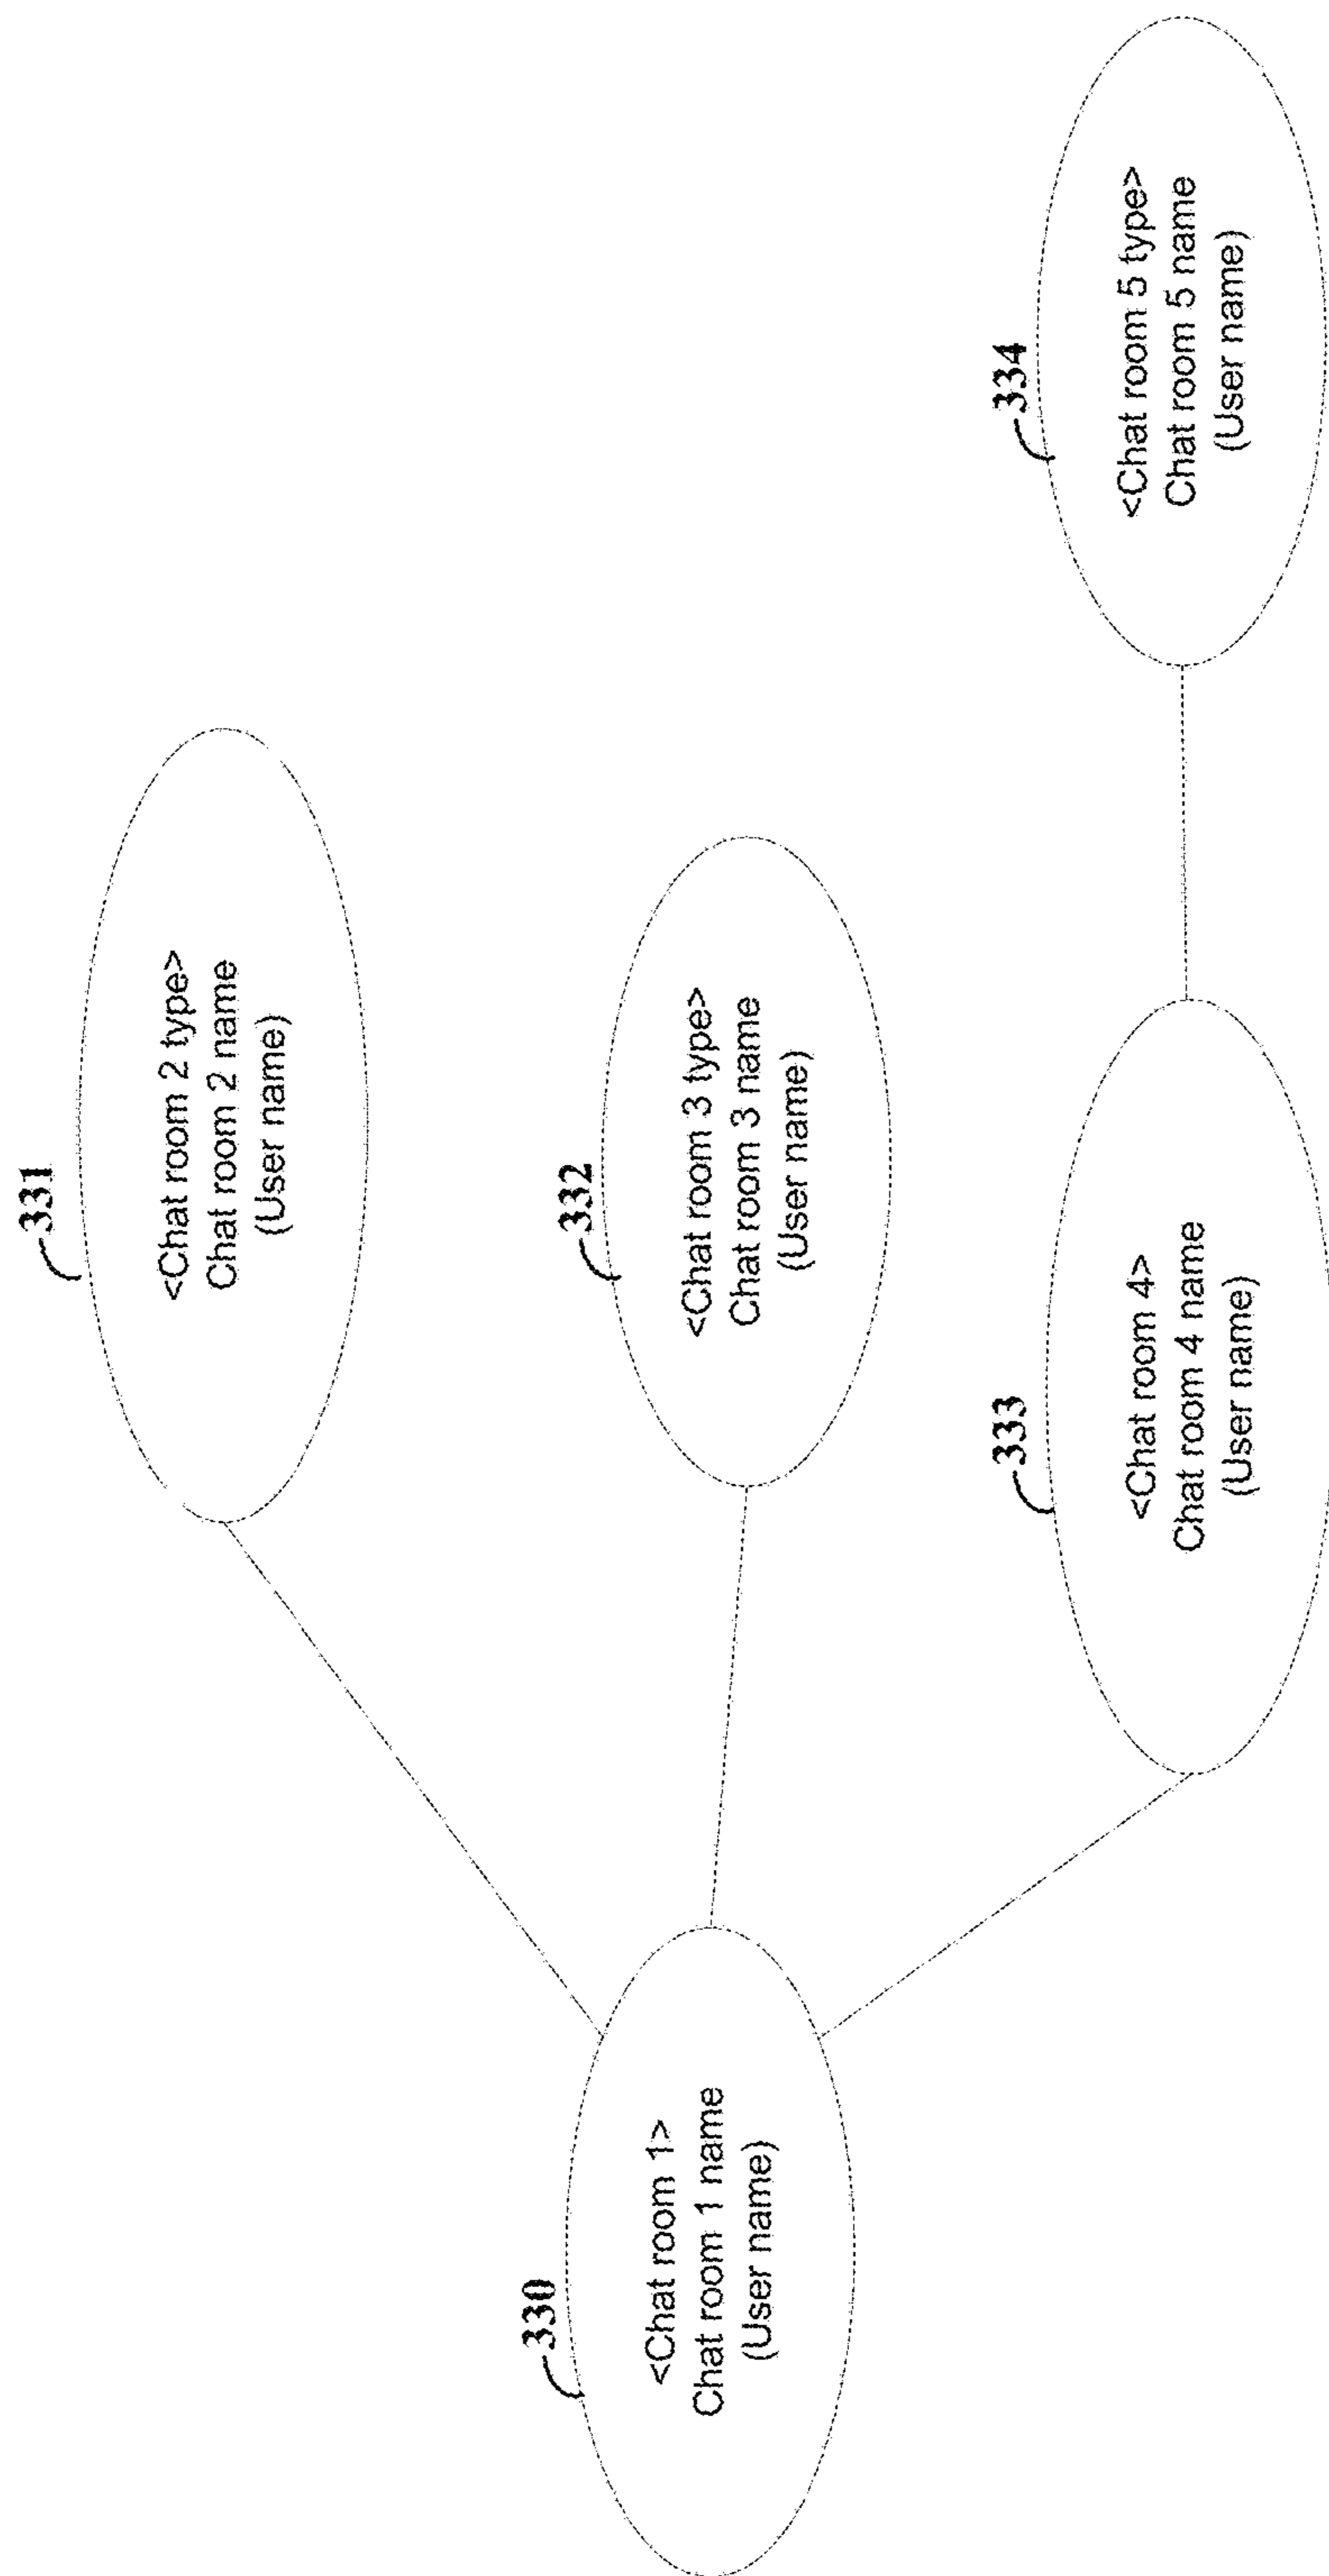 330
<Chat room 1>
Chat room 1 name
(User name)
331
<Chat room 2 type>
Chat room 2 name
(User name)
332
<Chat room 3 type>
Chat room 3 name
(User name)
333
<Chat room 4>
Chat room 4 name
(User name)
334
<Chat room 5 type>
Chat room 5 name
(User name)